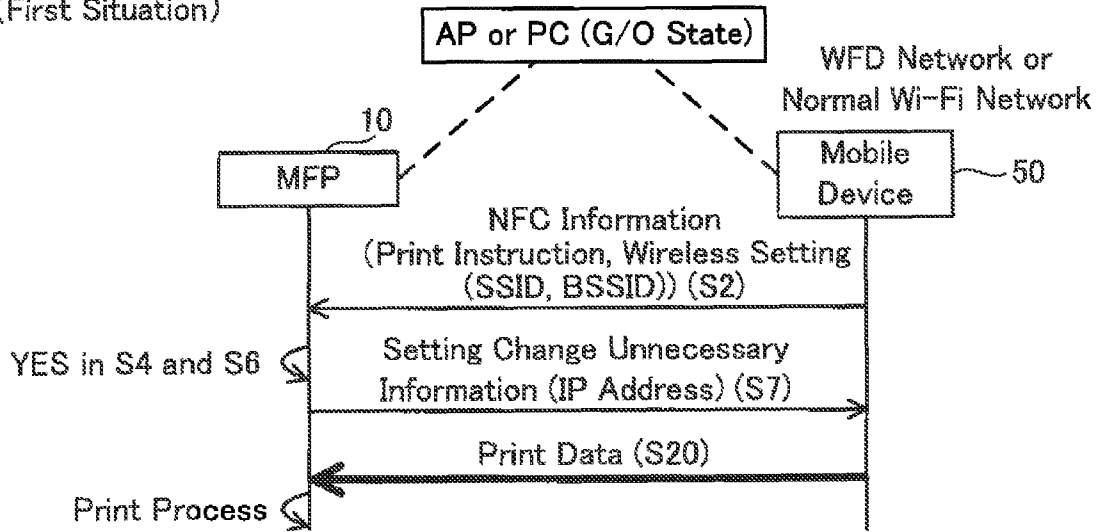 (First Situation)
AP or PC (G/O State)
WFD Network or
Normal Wi-Fi Network
10
MFP
Mobile
Device
50
NFC Information
(Print Instruction, Wireless Setting
(SSID, BSSID)) (S2)
YES in S4 and S6
Setting Change Unnecessary
Information (IP Address) (S7)
Print Data (S20)
Print Process